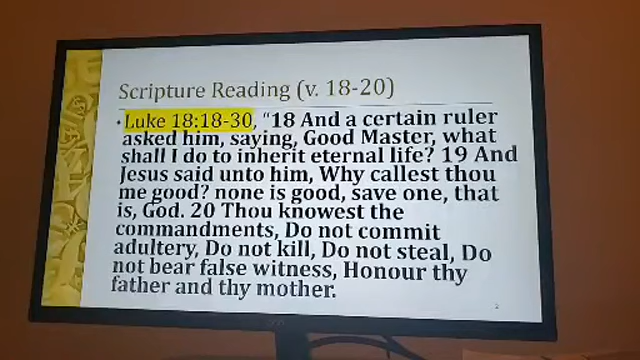 Scripture Reading (v. 18-20)
• Luke 18:18-30, "18 And a certain ruler
asked him, saying, Good Master, what
shall I do to inherit eternal life? 19 And
Jesus said unto him, Why callest thou
me good? none is good, save one, that
is, God. 20 Thou knowest the
commandments, Do not commit
adultery, Do not kill, Do not steal, Do
not bear false witness, Honour thy
father and thy mother.
2